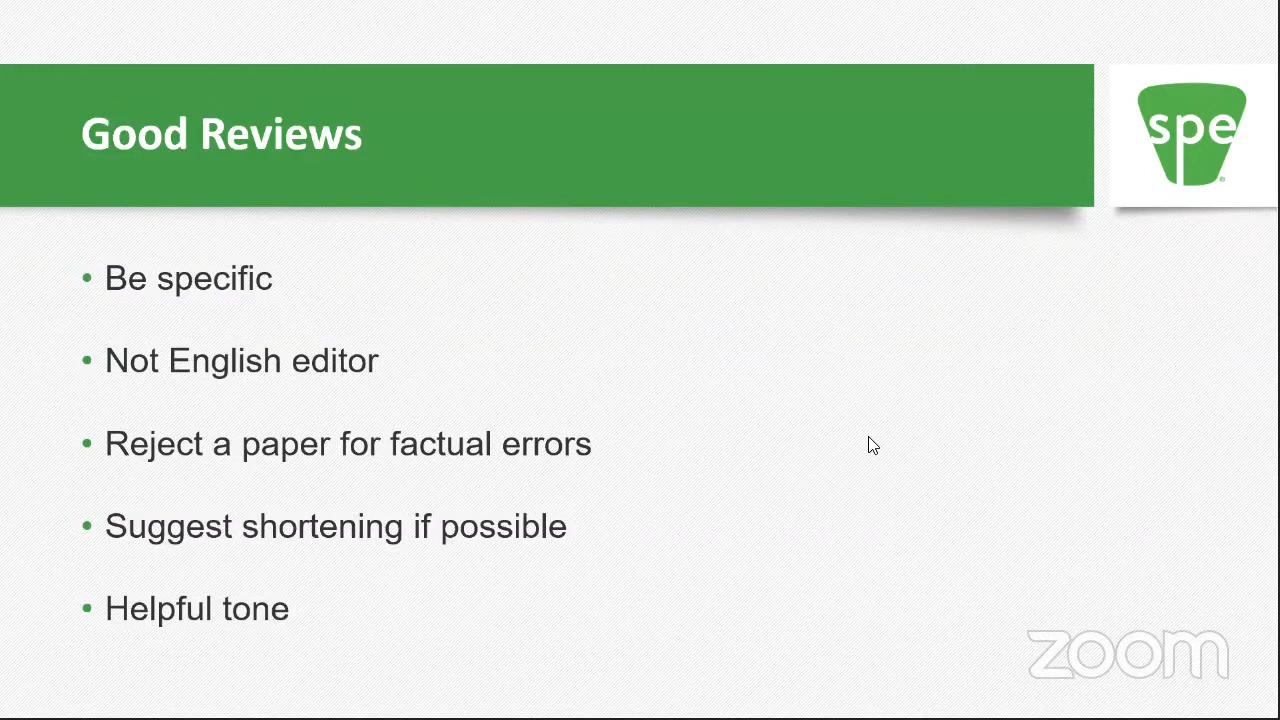 Good Reviews
spe
• Be specific
• Not English editor
• Reject a paper for factual errors
• Suggest shortening if possible
• Helpful tone
zoom